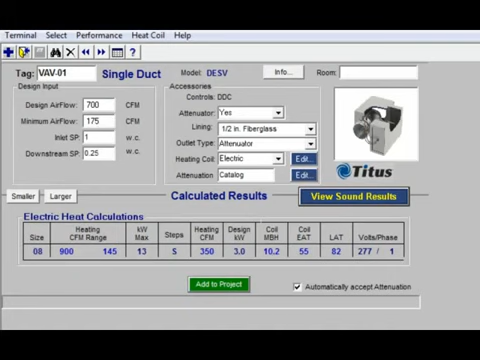 Terminal Select Performance Heat Coil Help
Tag: VAV-01 Single Duct Model: DESV Info... Room:
Design Input
Design AirFlow: 700 CFM
Minimum AirFlow: 175 CFM
Inlet SP: 1 w.c.
Downstream SP: 0.25 w.c.
Accessories
Controls: DDC
Attenuator: Yes
Lining: 1/2 in. Fiberglass
Outlet Type: Attenuator
Heating Coil: Electric Edit...
Attenuation Catalog Edit...
Titus
Smaller Larger Calculated Results View Sound Results
Electric Heat Calculations
Size Heating CFM Range kW Max Steps Heating CFM Design kW Coil MBH Coil EAT LAT Volts/Phase
08 900 145 13 S 350 3.0 10.2 55 82 277 / 1
Add to Project Automatically accept Attenuation